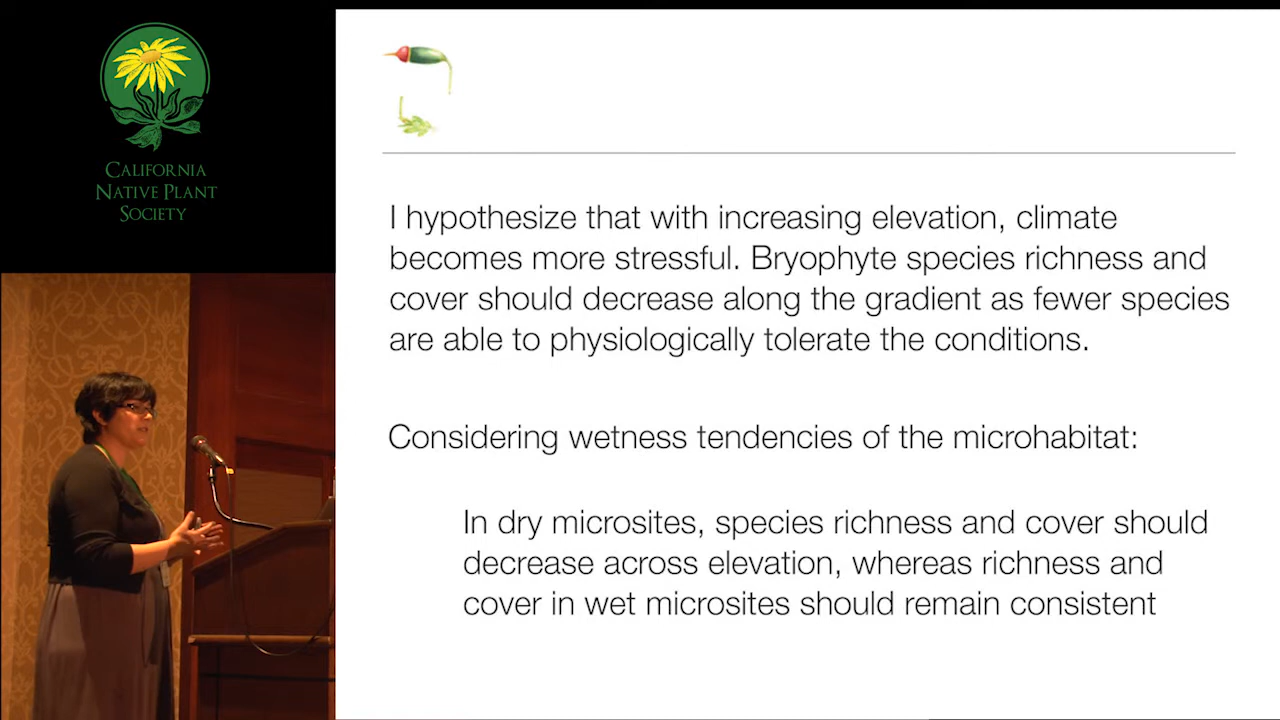 CALIFORNIA
NATIVE PLANT
SOCIETY
I hypothesize that with increasing elevation, climate
becomes more stressful. Bryophyte species richness and
cover should decrease along the gradient as fewer species
are able to physiologically tolerate the conditions.
Considering wetness tendencies of the microhabitat:
In dry microsites, species richness and cover should
decrease across elevation, whereas richness and
cover in wet microsites should remain consistent